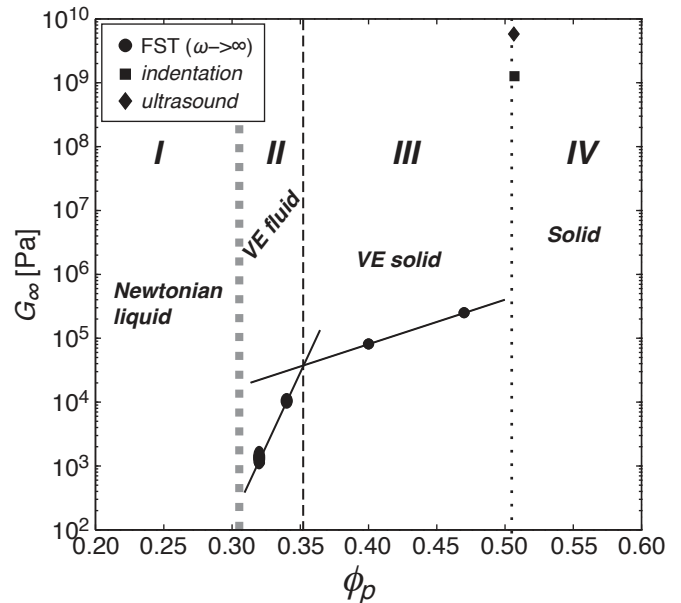 10^10
10^9
10^8
10^7
10^6
10^5
10^4
10^3
10^2
G∞ [Pa]
FST (ω−>∞)
indentation
ultrasound
I
II
III
IV
VE fluid
Solid
VE solid
Newtonian
liquid
0.20 0.25 0.30 0.35 0.40 0.45 0.50 0.55 0.60
ϕp